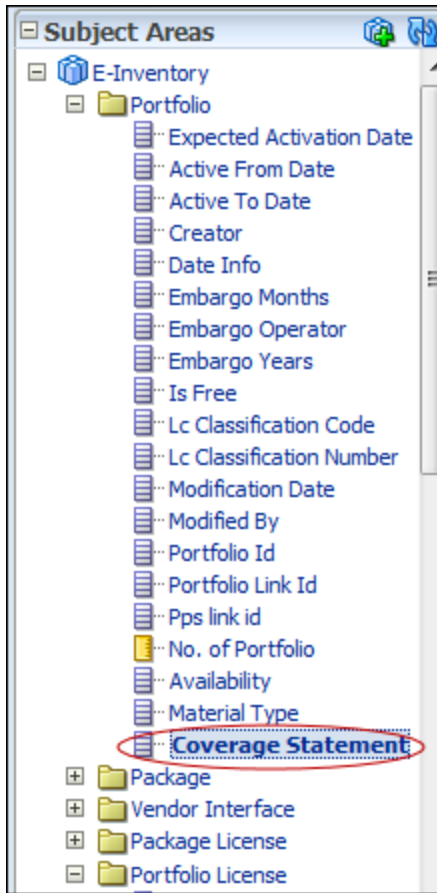 Subject Areas
E-Inventory
Portfolio
Expected Activation Date
Active From Date
Active To Date
Creator
Date Info
Embargo Months
Embargo Operator
Embargo Years
Is Free
Lc Classification Code
Lc Classification Number
Modification Date
Modified By
Portfolio Id
Portfolio Link Id
Pps link id
No. of Portfolio
Availability
Material Type
Coverage Statement
Package
Vendor Interface
Package License
Portfolio License